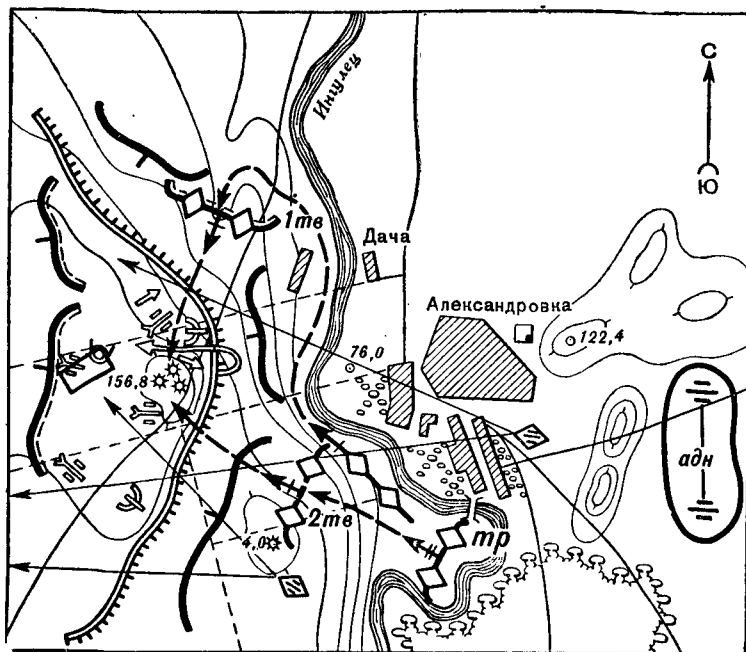 С
Ю
Ингулец
1тв
Дача
Александровка
122,4
76,0
156,8
адн
2тв
4,0
тр